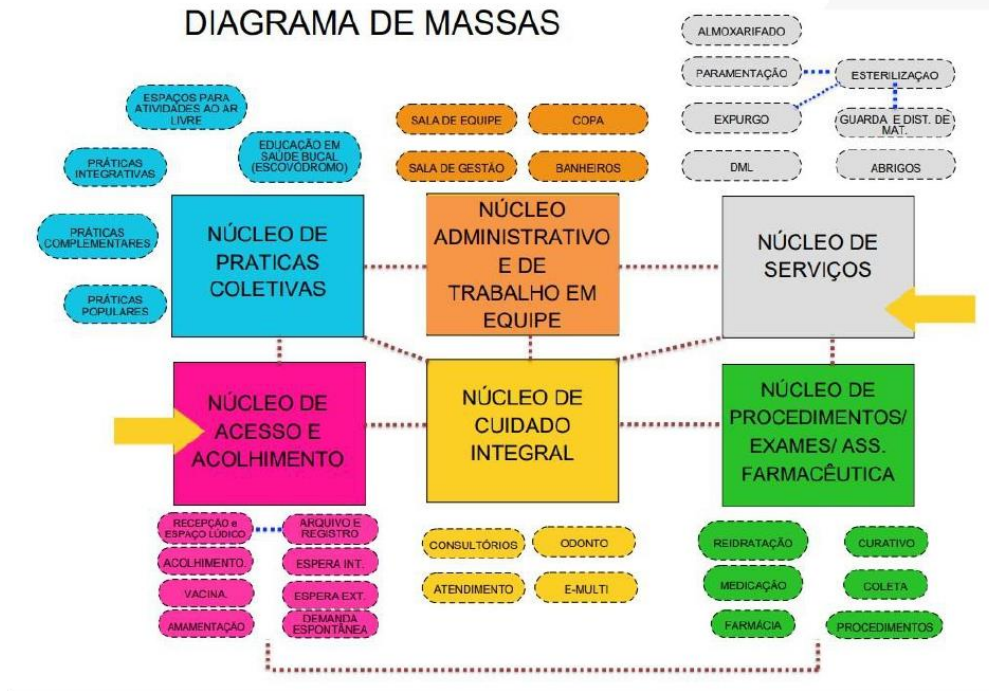 DIAGRAMA DE MASSAS
ESPAÇOS PARA
ATIVIDADES AO AR
LIVRE
EDUCAÇÃO EM
SAÚDE BUCAL
(ESCOVÓDROMO)
PRÁTICAS
INTEGRATIVAS
PRÁTICAS
COMPLEMENTARES
PRÁTICAS
POPULARES
NÚCLEO DE
PRATICAS
COLETIVAS
SALA DE EQUIPE
COPA
SALA DE GESTÃO
BANHEIROS
NÚCLEO
ADMINISTRATIVO
E DE
TRABALHO EM
EQUIPE
ALMOXARIFADO
PARAMENTAÇÃO
ESTERILIZAÇAO
EXPURGO
GUARDA E DIST. DE
MAT.
DML
ABRIGOS
NÚCLEO DE
SERVIÇOS
NÚCLEO DE
ACESSO E
ACOLHIMENTO
RECEPÇÃO e
ESPAÇO LÚDICO
ARQUIVO E
REGISTRO
ACOLHIMENTO.
ESPERA INT.
VACINA.
ESPERA EXT.
AMAMENTAÇÃO
DEMANDA
ESPONTÂNEA
NÚCLEO DE
CUIDADO
INTEGRAL
CONSULTÓRIOS
ODONTO
ATENDIMENTO
E-MULTI
NÚCLEO DE
PROCEDIMENTOS/
EXAMES/ ASS.
FARMACÊUTICA
REIDRATAÇÃO
CURATIVO
MEDICAÇÃO
COLETA
FARMÁCIA
PROCEDIMENTOS